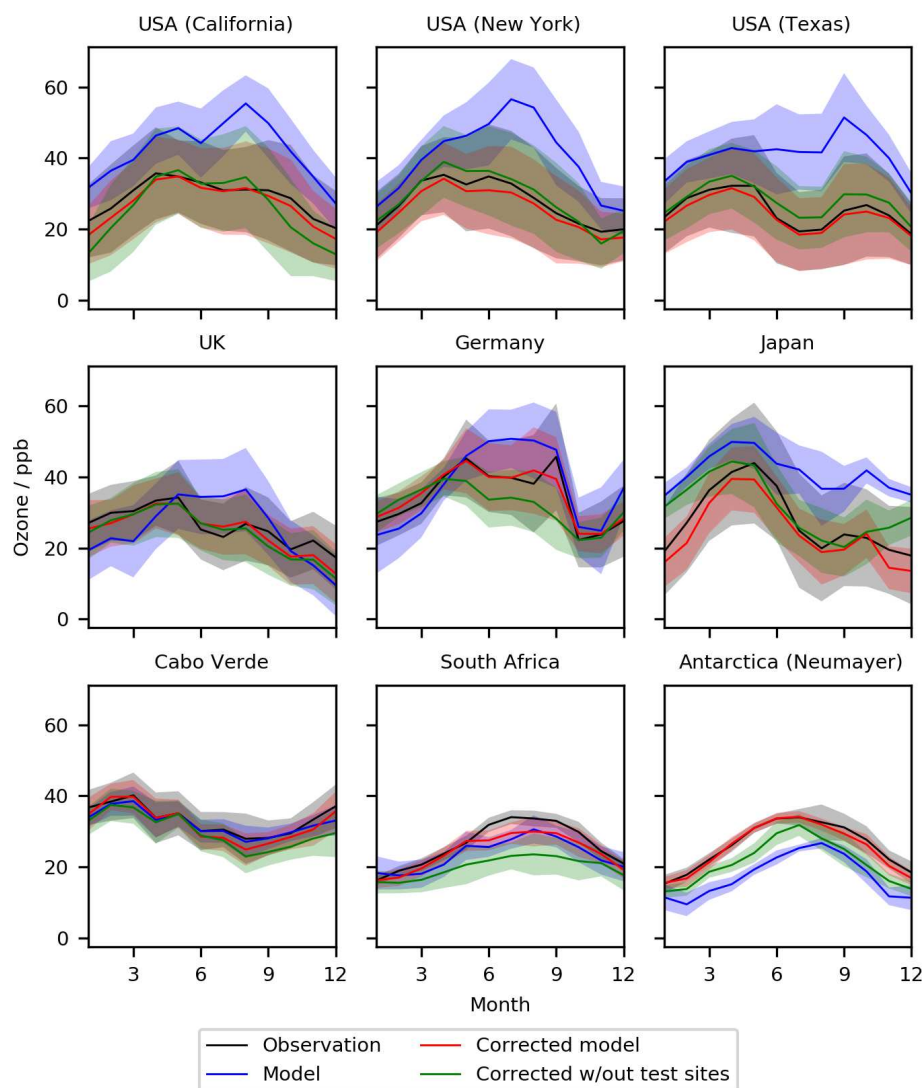 USA (California) USA (New York) USA (Texas)
60
40
20
0
UK Germany Japan
60
40
20
0
Ozone / ppb
Cabo Verde South Africa Antarctica (Neumayer)
60
40
20
0
3 6 9 12 3 6 9 12 3 6 9 12
Month
Observation Corrected model
Model Corrected w/out test sites